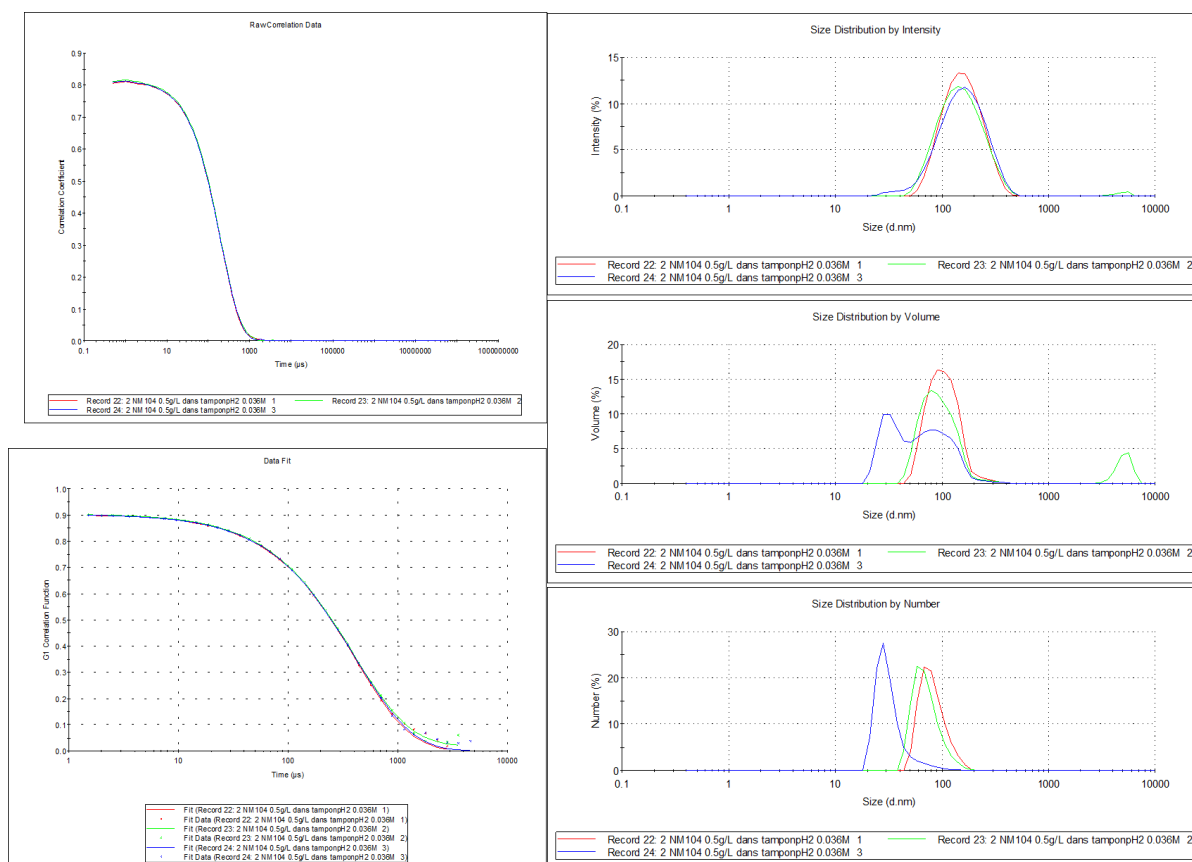 Raw Correlation Data
0.9
0.8
0.7
0.6
0.5
0.4
0.3
0.2
0.1
0.0
Correlation Coefficient
0.1 10 1000 100000 10000000 1000000000
Time (µs)
Record 22: 2 NM104 0.5g/L dans tamponpH2 0.036M 1
Record 23: 2 NM104 0.5g/L dans tamponpH2 0.036M 2
Record 24: 2 NM104 0.5g/L dans tamponpH2 0.036M 3
Data Fit
1.0
0.9
0.8
0.7
0.6
0.5
0.4
0.3
0.2
0.1
0.0
G1 Correlation Function
1 10 100 1000 10000
Time (µs)
Fit (Record 22: 2 NM104 0.5g/L dans tamponpH2 0.036M 1)
Fit Data (Record 22: 2 NM104 0.5g/L dans tamponpH2 0.036M 1)
Fit (Record 23: 2 NM104 0.5g/L dans tamponpH2 0.036M 2)
Fit Data (Record 23: 2 NM104 0.5g/L dans tamponpH2 0.036M 2)
Fit (Record 24: 2 NM104 0.5g/L dans tamponpH2 0.036M 3)
Fit Data (Record 24: 2 NM104 0.5g/L dans tamponpH2 0.036M 3)
Size Distribution by Intensity
15
10
5
0
Intensity (%)
0.1 1 10 100 1000 10000
Size (d.nm)
Record 22: 2 NM104 0.5g/L dans tamponpH2 0.036M 1
Record 23: 2 NM104 0.5g/L dans tamponpH2 0.036M 2
Record 24: 2 NM104 0.5g/L dans tamponpH2 0.036M 3
Size Distribution by Volume
20
15
10
5
0
Volume (%)
0.1 1 10 100 1000 10000
Size (d.nm)
Record 22: 2 NM104 0.5g/L dans tamponpH2 0.036M 1
Record 23: 2 NM104 0.5g/L dans tamponpH2 0.036M 2
Record 24: 2 NM104 0.5g/L dans tamponpH2 0.036M 3
Size Distribution by Number
30
20
10
0
Number (%)
0.1 1 10 100 1000 10000
Size (d.nm)
Record 22: 2 NM104 0.5g/L dans tamponpH2 0.036M 1
Record 23: 2 NM104 0.5g/L dans tamponpH2 0.036M 2
Record 24: 2 NM104 0.5g/L dans tamponpH2 0.036M 3